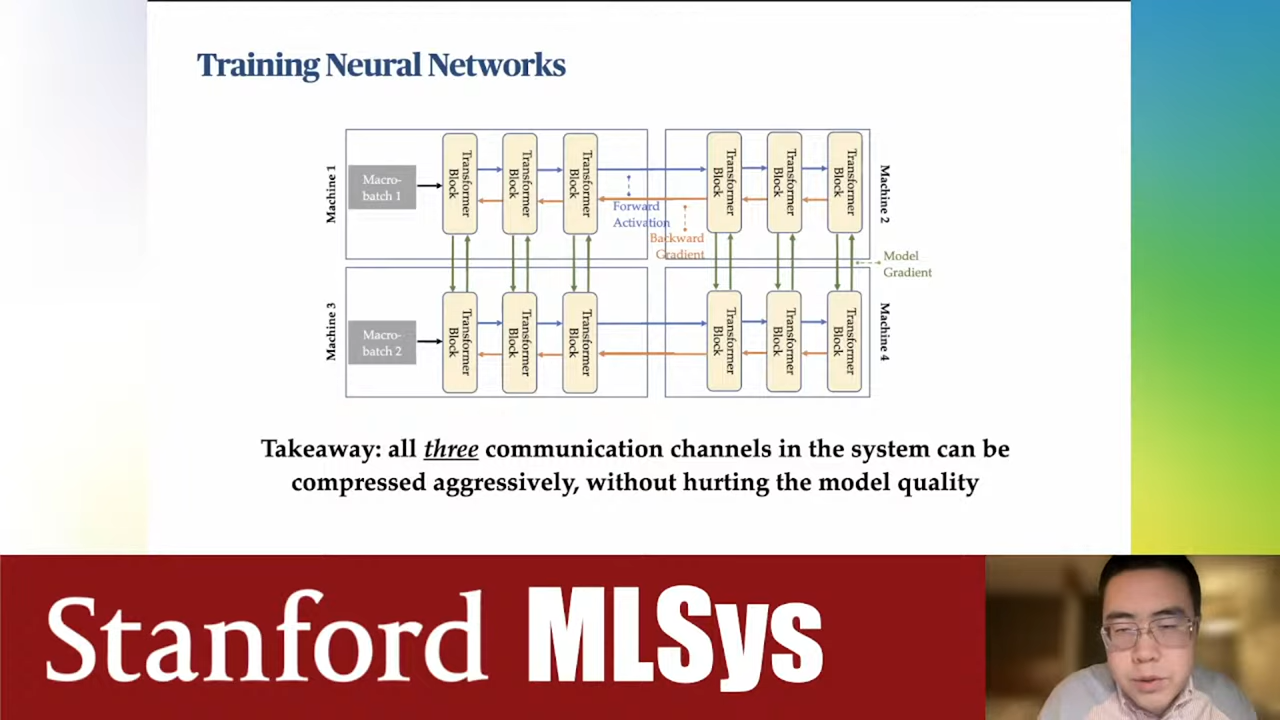 Training Neural Networks
Machine 1
Macro-
batch 1
Transformer
Block
Transformer
Block
Transformer
Block
Forward
Activation
Backward
Gradient
Transformer
Block
Transformer
Block
Transformer
Block
Machine 2
Model
Gradient
Machine 3
Macro-
batch 2
Transformer
Block
Transformer
Block
Transformer
Block
Transformer
Block
Transformer
Block
Transformer
Block
Machine 4
Takeaway: all three communication channels in the system can be
compressed aggressively, without hurting the model quality
Stanford MLSys